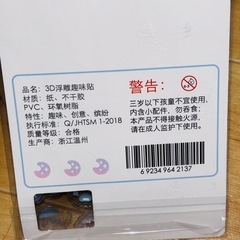 品名：3D浮雕趣味贴
材质：纸、不干胶
PVC、环氧树脂
特性：趣味、创意、缤纷
执行标准：Q/JHTSM 1-2018
质量等级：合格
生产商：浙江温州
警告：
三岁以下孩童不宜使用，
内含小配件，勿吞食。
本产品不得接触火源，
请在成人监护下使用。
6 923496 42137